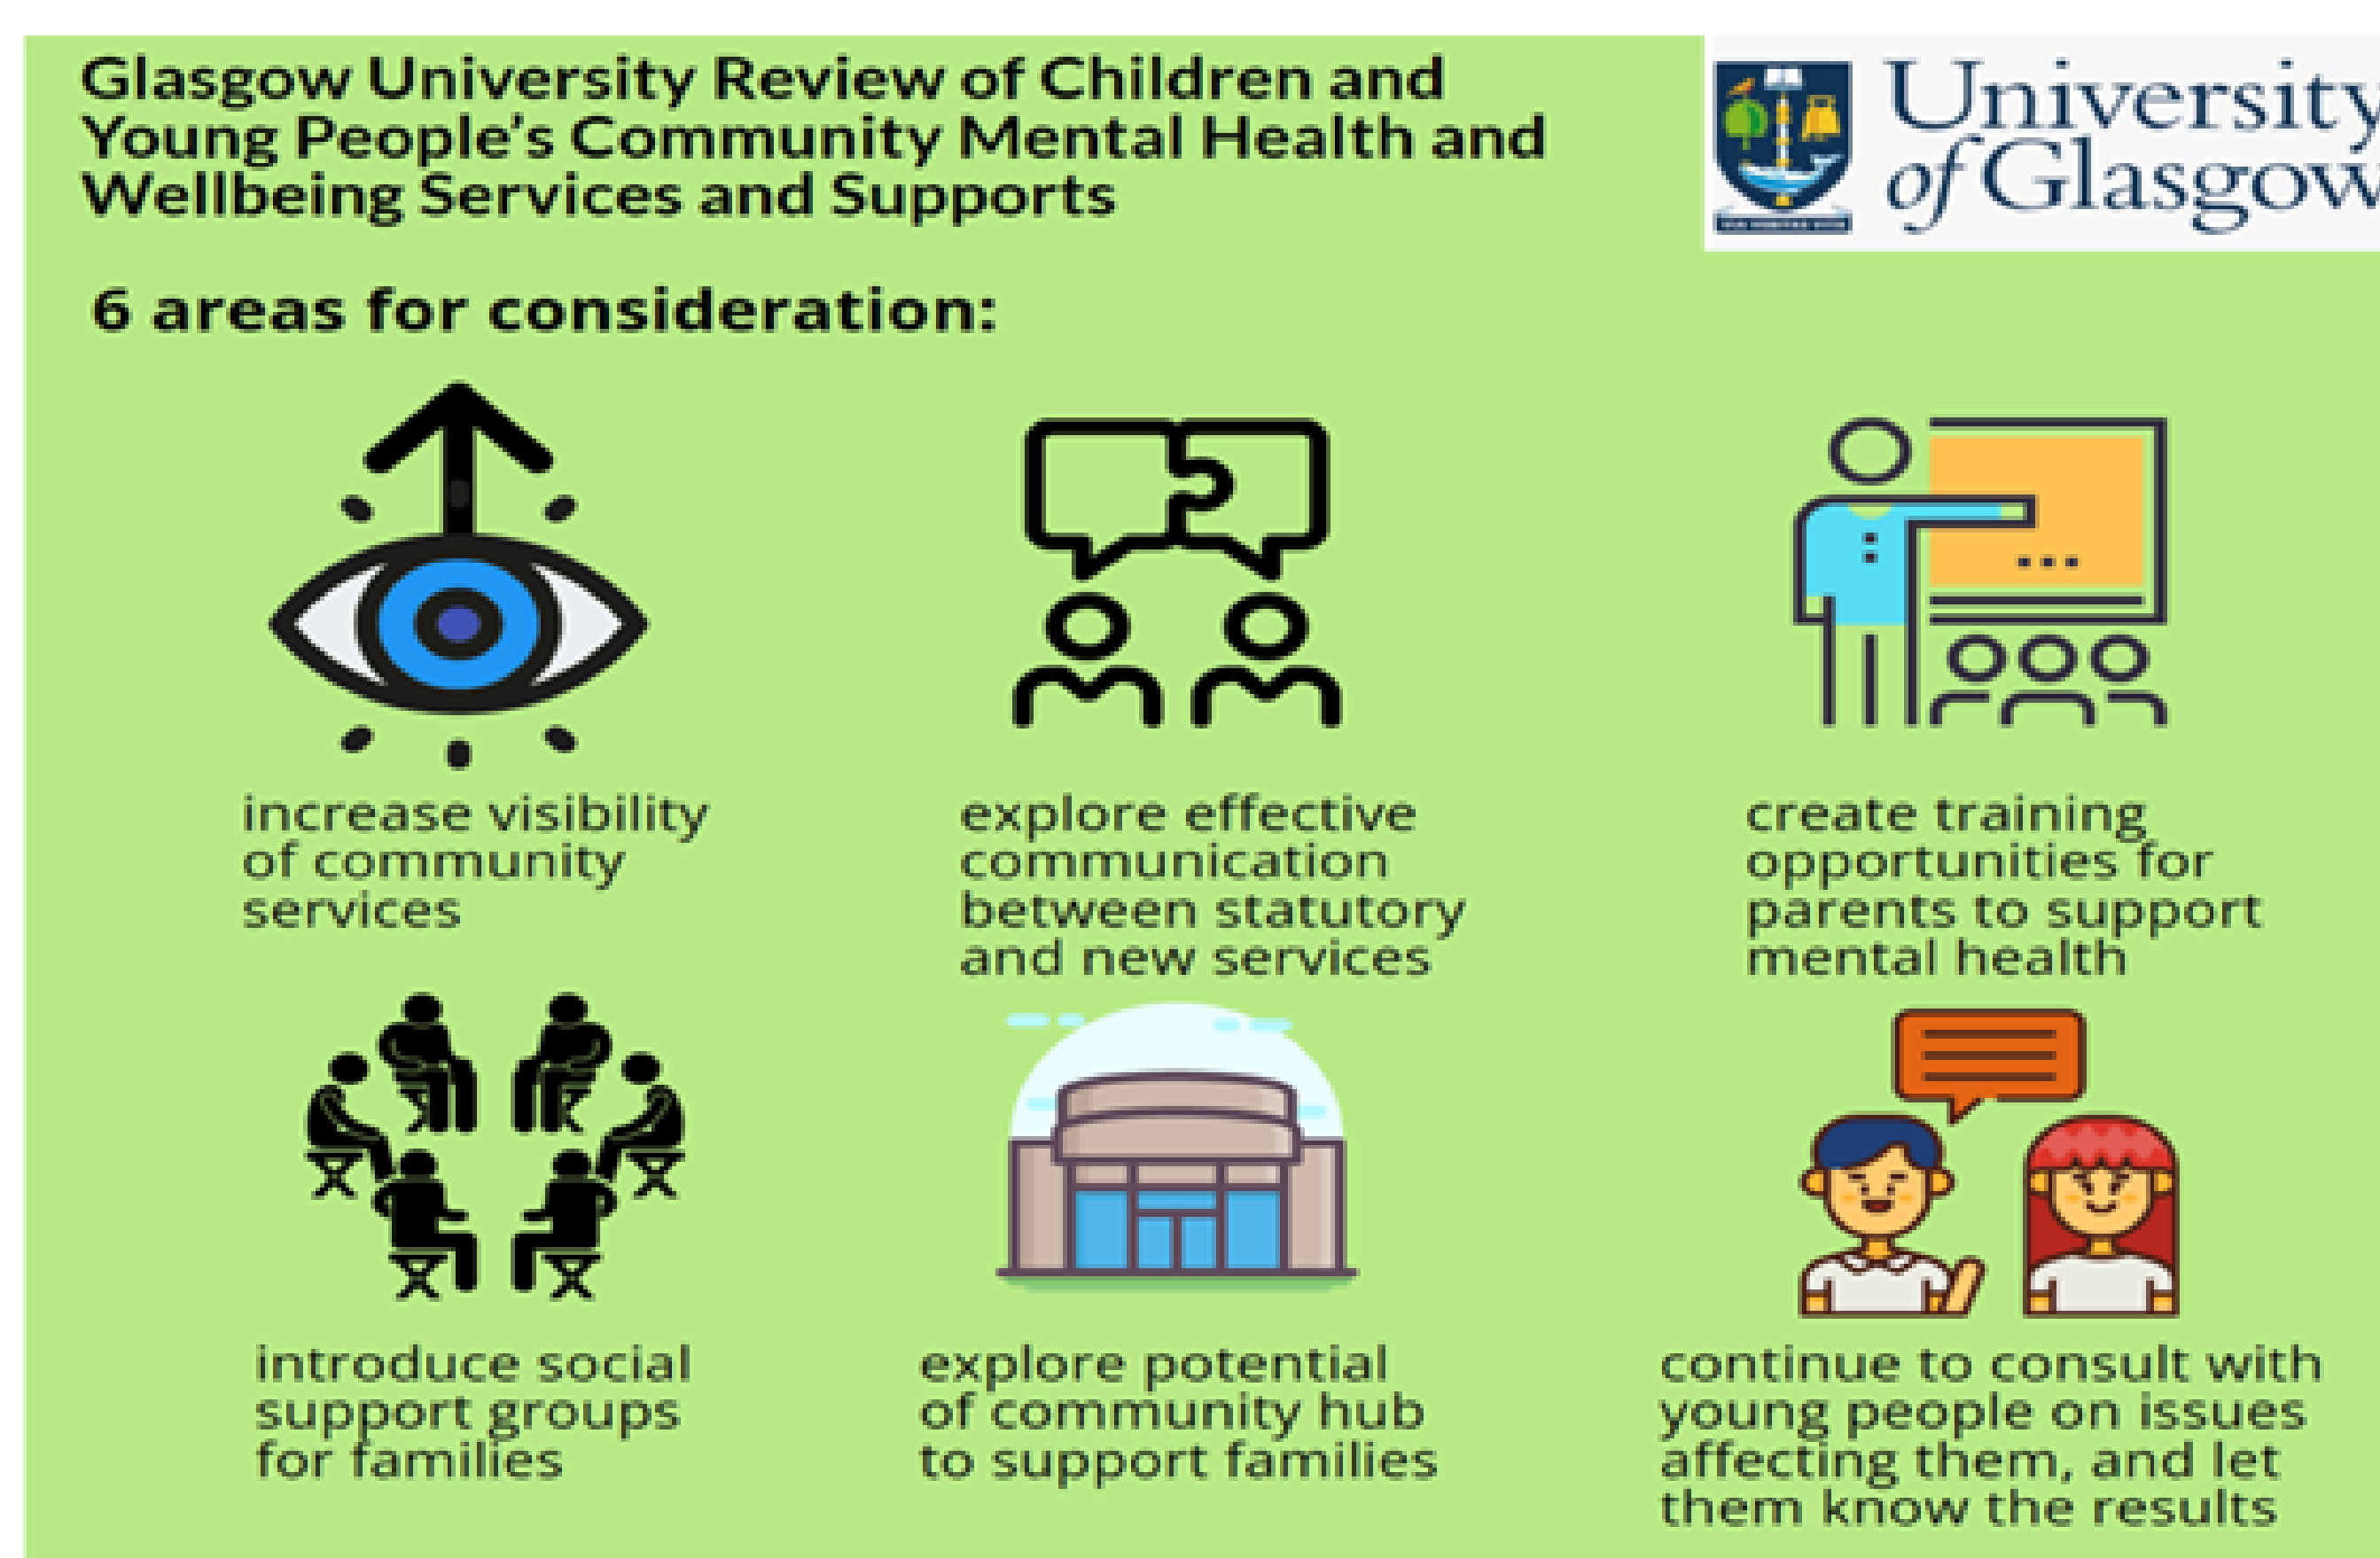 Glasgow University Review of Children and
Young People's Community Mental Health and
Wellbeing Services and Supports
University
of Glasgow
6 areas for consideration:
increase visibility
of community
services
explore effective
communication
between statutory
and new services
create training
opportunities for
parents to support
mental health
introduce social
support groups
for families
explore potential
of community hub
to support families
continue to consult with
young people on issues
affecting them, and let
them know the results